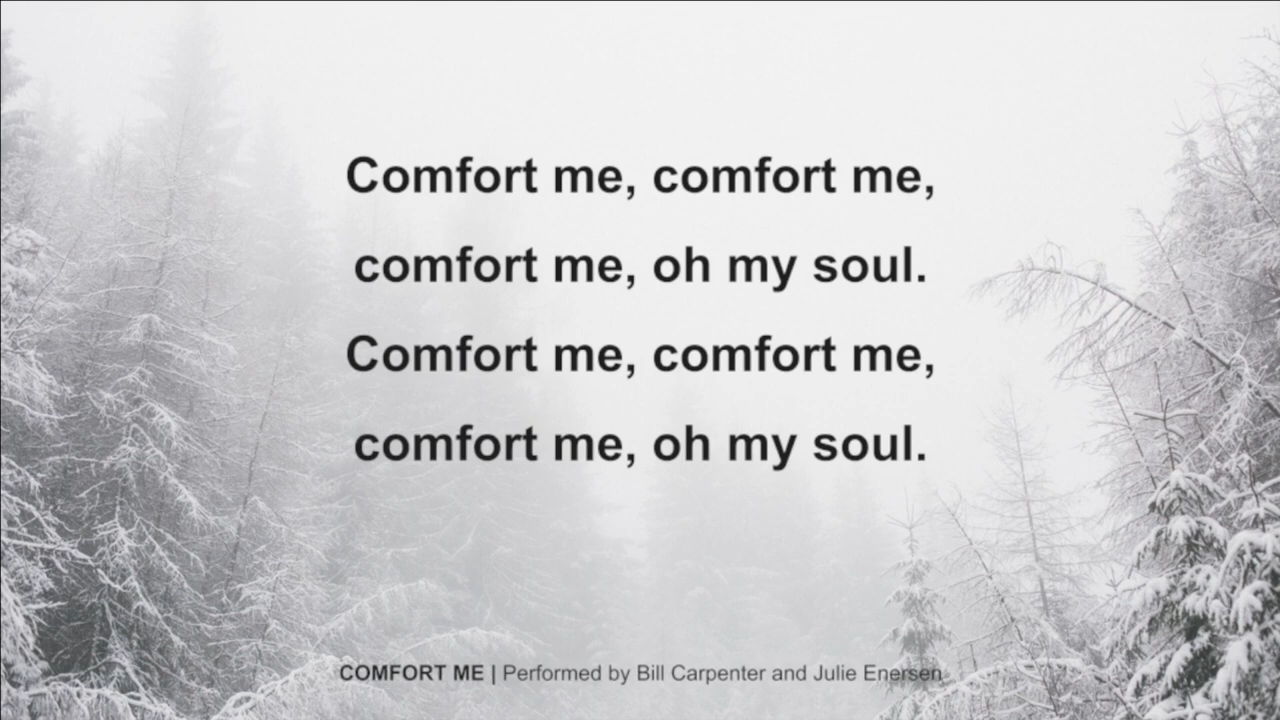 Comfort me, comfort me,
comfort me, oh my soul.
Comfort me, comfort me,
comfort me, oh my soul.
COMFORT ME | Performed by Bill Carpenter and Julie Enersen